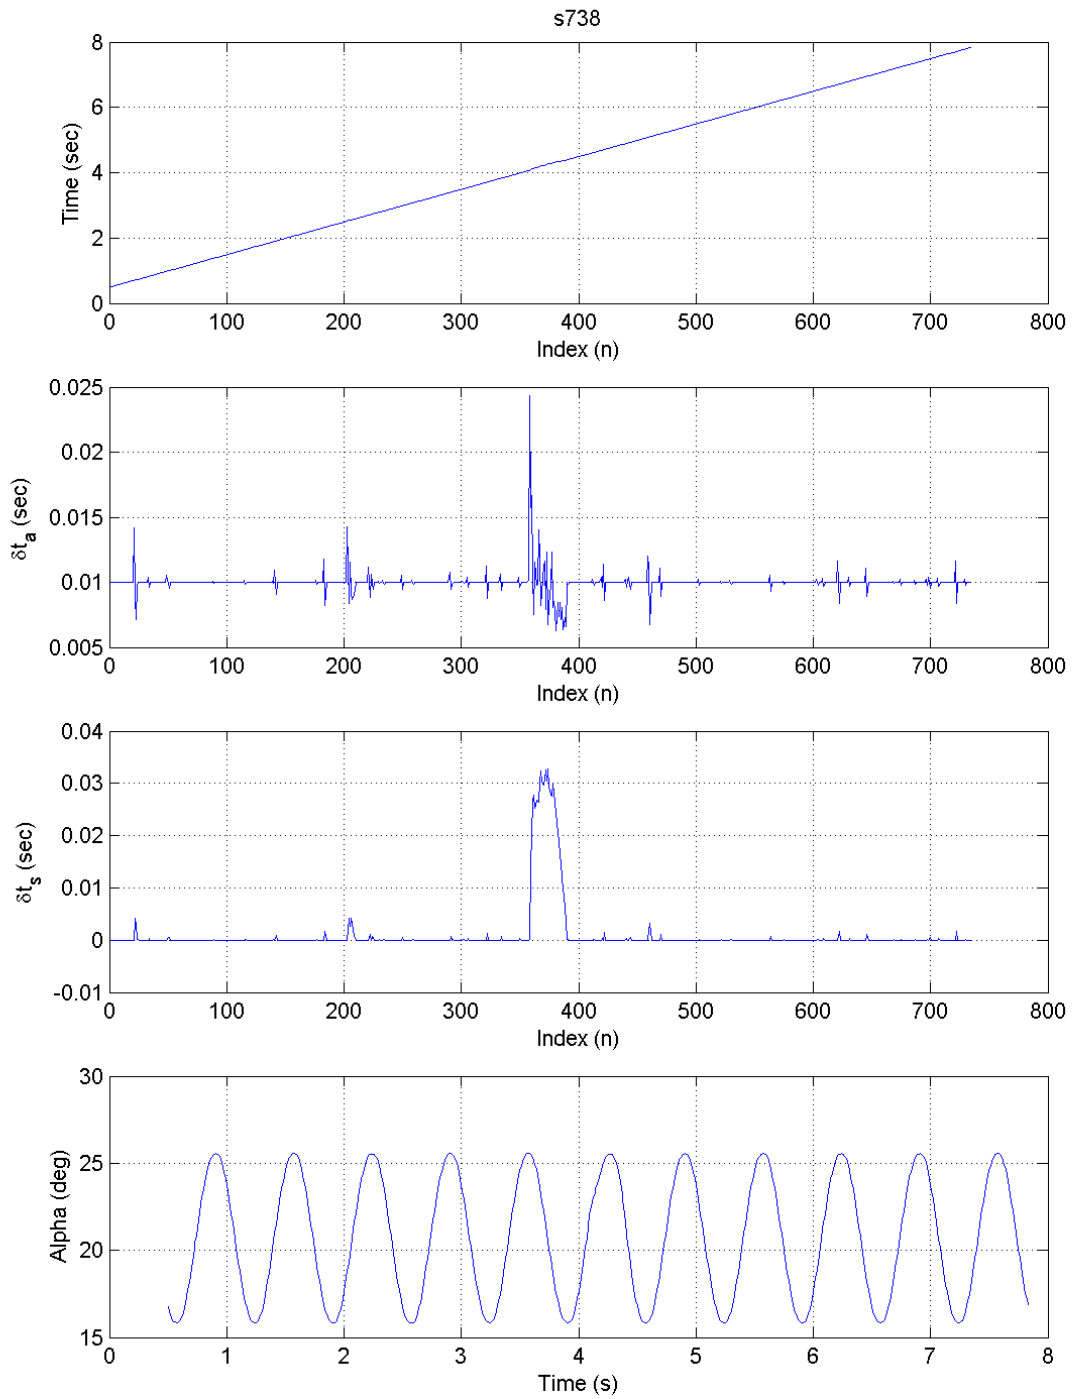 s738
8
6
4
2
0
Time (sec)
0 100 200 300 400 500 600 700 800
Index (n)
0.025
0.02
0.015
0.01
0.005
δta (sec)
0 100 200 300 400 500 600 700 800
Index (n)
0.04
0.03
0.02
0.01
0
-0.01
δts (sec)
0 100 200 300 400 500 600 700 800
Index (n)
30
25
20
15
Alpha (deg)
0 1 2 3 4 5 6 7 8
Time (s)